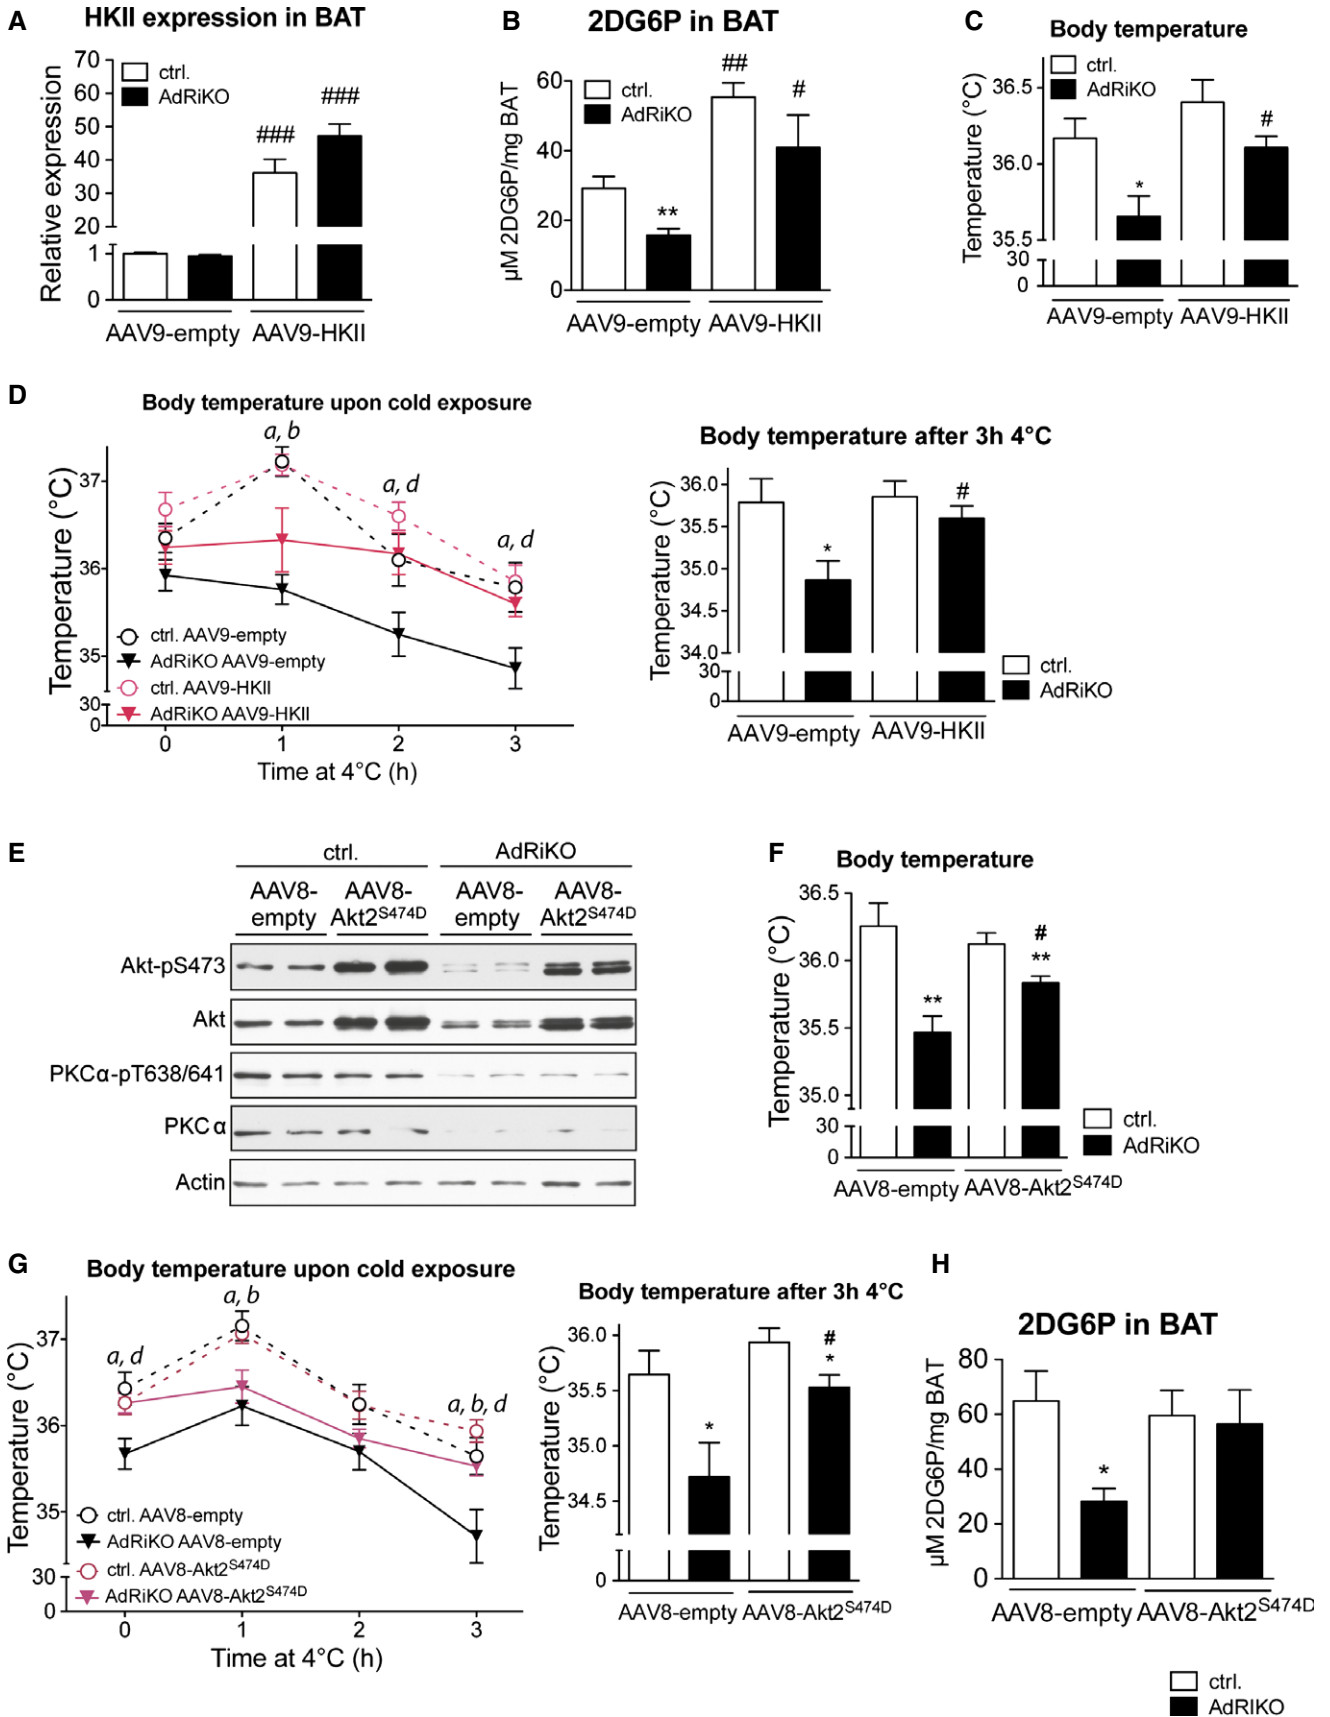 A
HKII expression in BAT
Relative expression
70
60
50
40
30
20
1
0
ctrl.
AdRiKO
###
###
AAV9-empty
AAV9-HKII
B
2DG6P in BAT
µM 2DG6P/mg BAT
60
40
20
0
ctrl.
AdRiKO
**
##
#
AAV9-empty
AAV9-HKII
C
Body temperature
Temperature (°C)
36.5
36.0
35.5
30
0
ctrl.
AdRiKO
*
#
AAV9-empty
AAV9-HKII
D
Body temperature upon cold exposure
Temperature (°C)
37
36
35
30
0
a, b
a, d
a, d
ctrl. AAV9-empty
AdRiKO AAV9-empty
ctrl. AAV9-HKII
AdRiKO AAV9-HKII
0 1 2 3
Time at 4°C (h)
Body temperature after 3h 4°C
Temperature (°C)
36.0
35.5
35.0
34.5
34.0
30
0
*
#
ctrl.
AdRiKO
AAV9-empty
AAV9-HKII
E
ctrl.
AdRiKO
AAV8-
empty
AAV8-
Akt2S474D
AAV8-
empty
AAV8-
Akt2S474D
Akt-pS473
Akt
PKCα-pT638/641
PKCα
Actin
F
Body temperature
Temperature (°C)
36.5
36.0
35.5
35.0
30
0
**
#
**
ctrl.
AdRiKO
AAV8-empty
AAV8-Akt2S474D
G
Body temperature upon cold exposure
Temperature (°C)
37
36
35
30
0
a, d
a, b
a, b, d
ctrl. AAV8-empty
AdRiKO AAV8-empty
ctrl. AAV8-Akt2S474D
AdRiKO AAV8-Akt2S474D
0 1 2 3
Time at 4°C (h)
Body temperature after 3h 4°C
Temperature (°C)
36.0
35.5
35.0
34.5
0
*
#
*
AAV8-empty
AAV8-Akt2S474D
H
2DG6P in BAT
µM 2DG6P/mg BAT
80
60
40
20
0
*
AAV8-empty
AAV8-Akt2S474D
ctrl.
AdRIKO